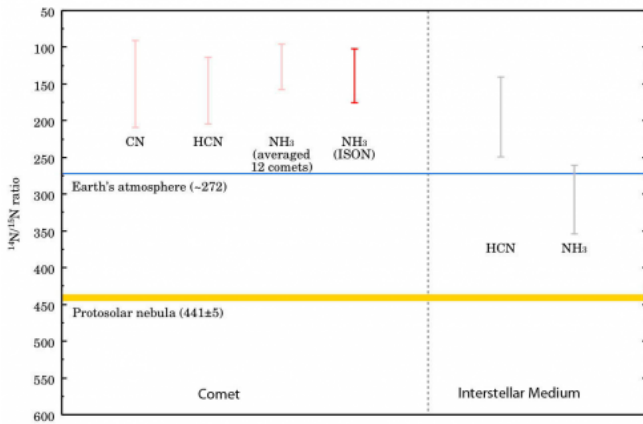 50
100
150
200
250
300
350
400
450
500
550
600
¹⁴N/¹⁵N ratio
CN
HCN
NH₃
(averaged
12 comets)
NH₃
(ISON)
Earth's atmosphere (~272)
HCN
NH₃
Protosolar nebula (441±5)
Comet
Interstellar Medium